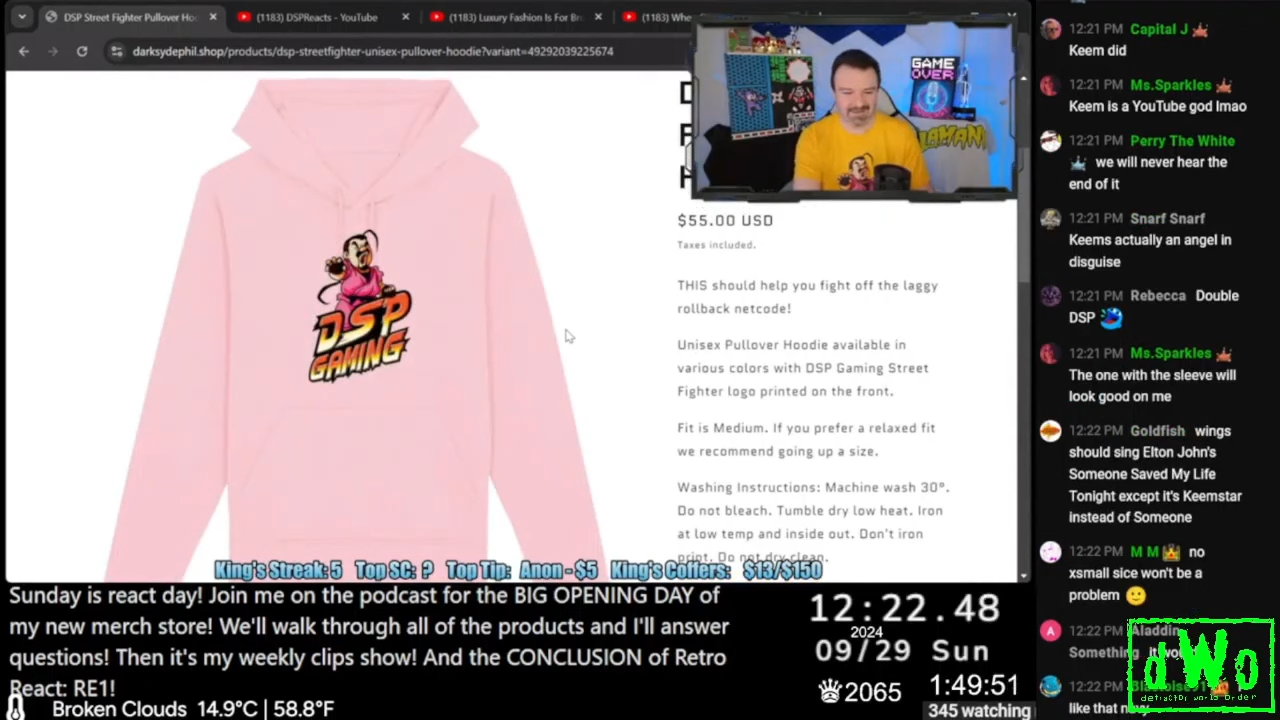 DSP Street Fighter Pullover Ho
(1183) DSPReacts - YouTube
(1183) Luxury Fashion Is For Br
(1183) Whe
darksydephil.shop/products/dsp-streetfighter-unisex-pullover-hoodie?variant=49292039225674
GAME
OVER
DSP
GAMING
$55.00 USD
Taxes included.
THIS should help you fight off the laggy
rollback netcode!
Unisex Pullover Hoodie available in
various colors with DSP Gaming Street
Fighter logo printed on the front.
Fit is Medium. If you prefer a relaxed fit
we recommend going up a size.
Washing Instructions: Machine wash 30°.
Do not bleach. Tumble dry low heat. Iron
at low temp and inside out. Don't iron
print. Do not dry clean.
King's Streak: 5 Top SC: ? Top Tip: Anon - $5 King's Coffers: $13/$150
Sunday is react day! Join me on the podcast for the BIG OPENING DAY of
my new merch store! We'll walk through all of the products and I'll answer
questions! Then it's my weekly clips show! And the CONCLUSION of Retro
React: RE1!
Broken Clouds 14.9°C | 58.8°F
12:22.48
2024
09/29 Sun
2065
1:49:51
345 watching
12:21 PM Capital J
Keem did
12:21 PM Ms.Sparkles
Keem is a YouTube god lmao
12:21 PM Perry The White
we will never hear the
end of it
12:21 PM Snarf Snarf
Keems actually an angel in
disguise
12:21 PM Rebecca Double
DSP
12:21 PM Ms.Sparkles
The one with the sleeve will
look good on me
12:22 PM Goldfish wings
should sing Elton John's
Someone Saved My Life
Tonight except it's Keemstar
instead of Someone
12:22 PM M M no
xsmall sice won't be a
problem
12:22 PM Aladdin
Something
12:22 PM
like that
dWo
detractor world order